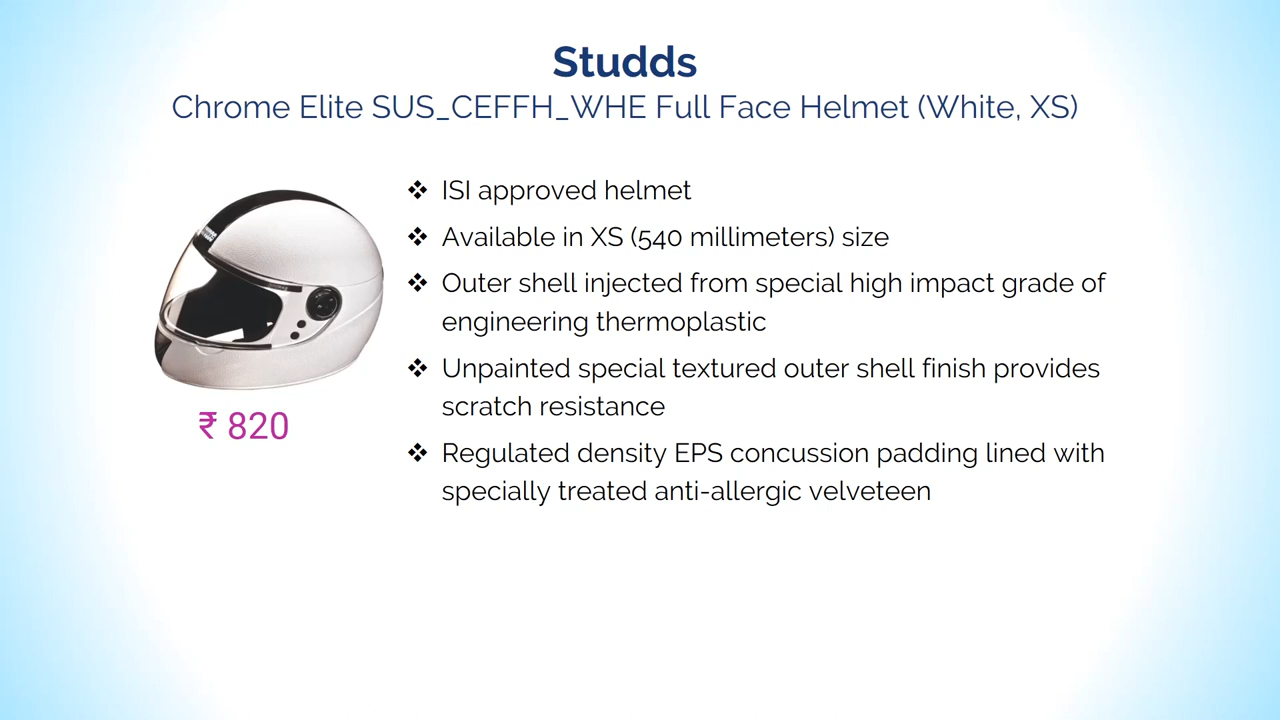 Studds
Chrome Elite SUS_CEFFH_WHE Full Face Helmet (White, XS)
❖ ISI approved helmet
❖ Available in XS (540 millimeters) size
❖ Outer shell injected from special high impact grade of
engineering thermoplastic
❖ Unpainted special textured outer shell finish provides
scratch resistance
❖ Regulated density EPS concussion padding lined with
specially treated anti-allergic velveteen
₹ 820